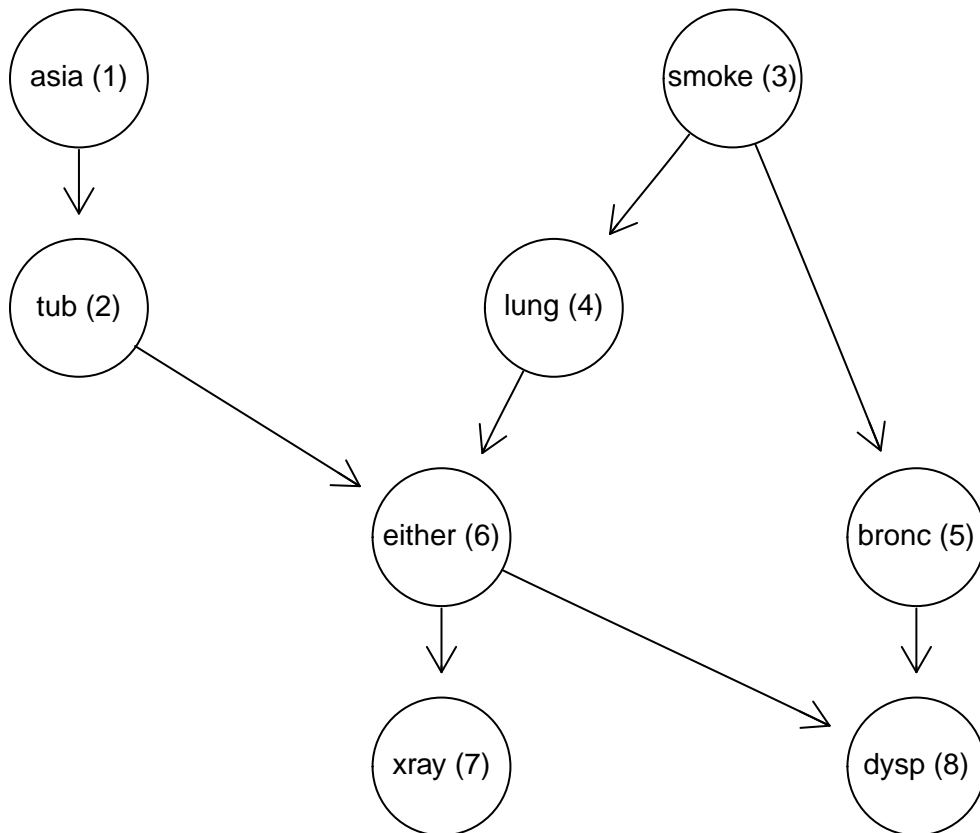 asia (1)
smoke (3)
tub (2)
lung (4)
either (6)
bronc (5)
xray (7)
dysp (8)